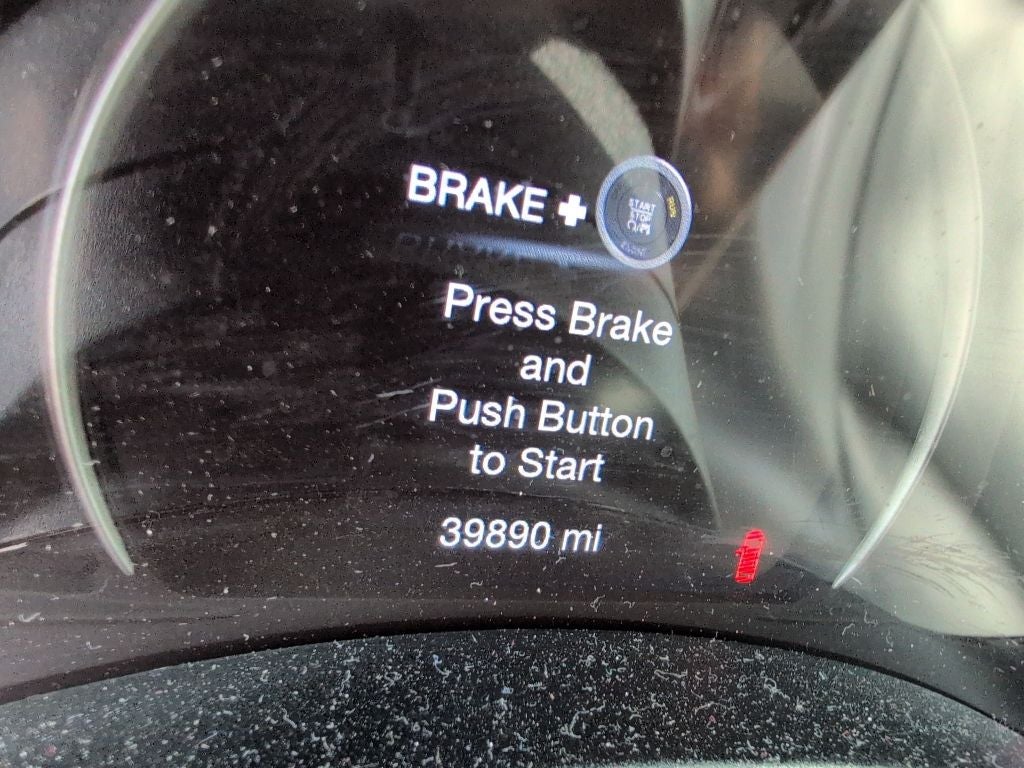 BRAKE +
START
STOP
Press Brake
and
Push Button
to Start
39890 mi